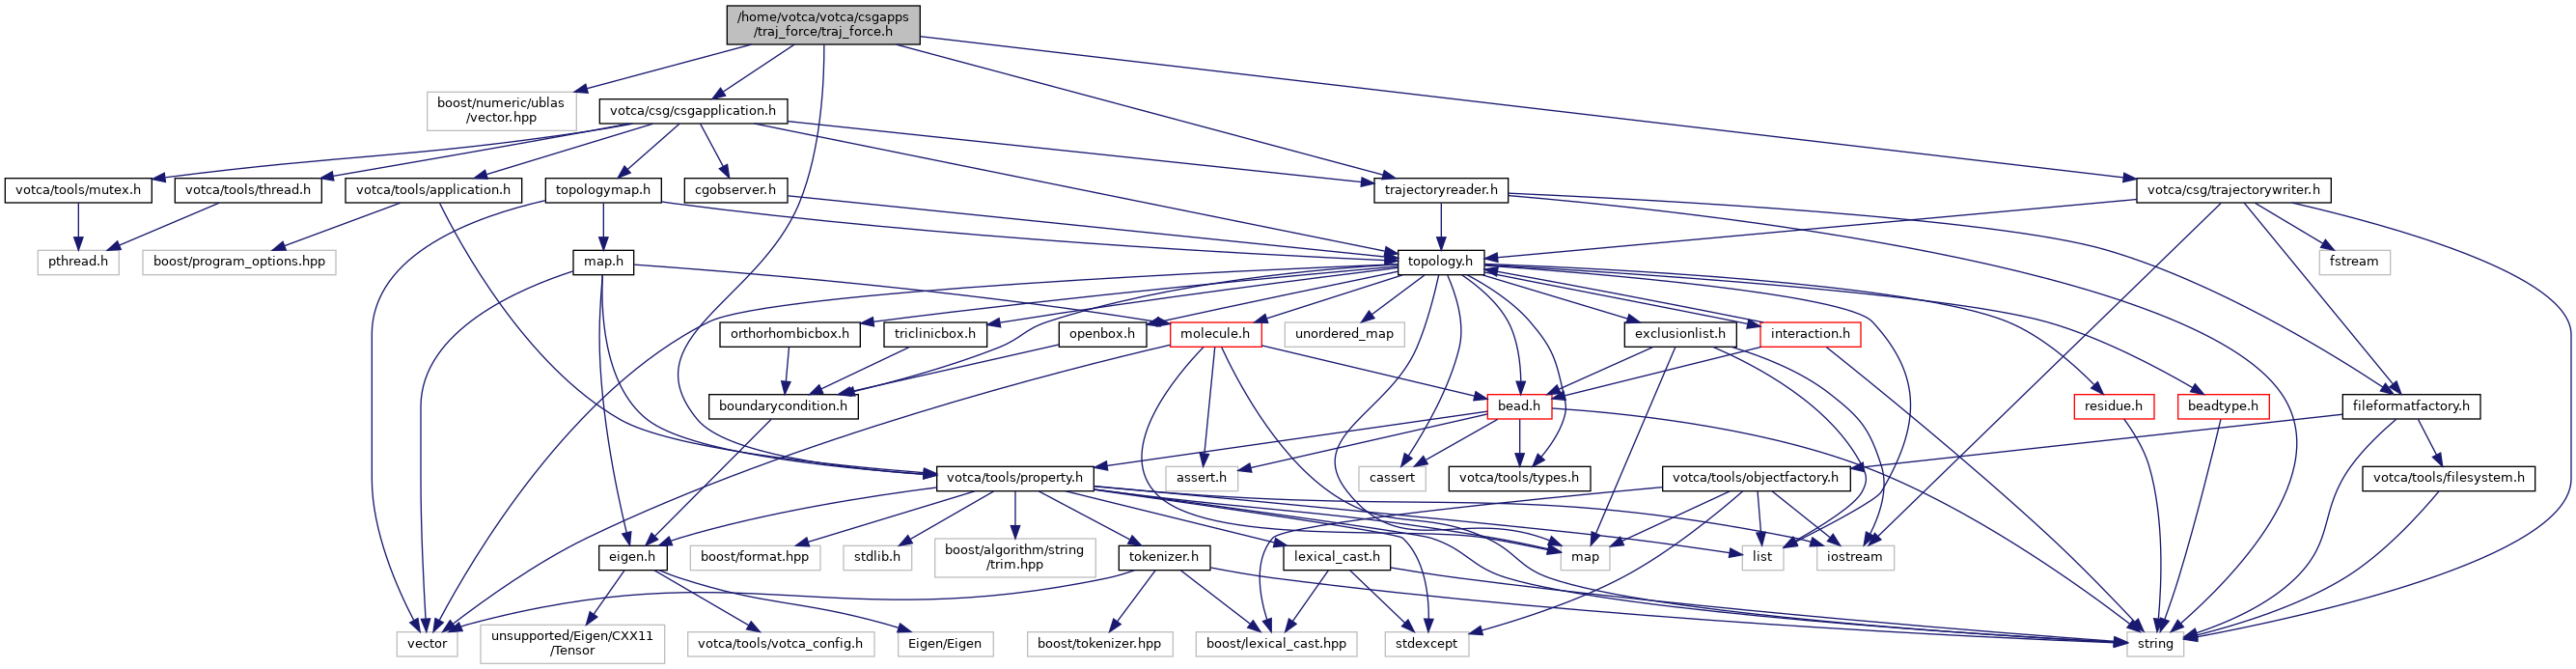 /home/votca/votca/csgapps
/traj_force/traj_force.h
boost/numeric/ublas
/vector.hpp
votca/csg/csgapplication.h
votca/tools/mutex.h
votca/tools/thread.h
votca/tools/application.h
topologymap.h
cgobserver.h
trajectoryreader.h
votca/csg/trajectorywriter.h
pthread.h
boost/program_options.hpp
map.h
topology.h
fstream
orthorhombicbox.h
triclinicbox.h
openbox.h
molecule.h
unordered_map
exclusionlist.h
interaction.h
boundarycondition.h
bead.h
residue.h
beadtype.h
fileformatfactory.h
votca/tools/property.h
assert.h
cassert
votca/tools/types.h
votca/tools/objectfactory.h
votca/tools/filesystem.h
eigen.h
boost/format.hpp
stdlib.h
boost/algorithm/string
/trim.hpp
tokenizer.h
lexical_cast.h
map
list
iostream
vector
unsupported/Eigen/CXX11
/Tensor
votca/tools/votca_config.h
Eigen/Eigen
boost/tokenizer.hpp
boost/lexical_cast.hpp
stdexcept
string